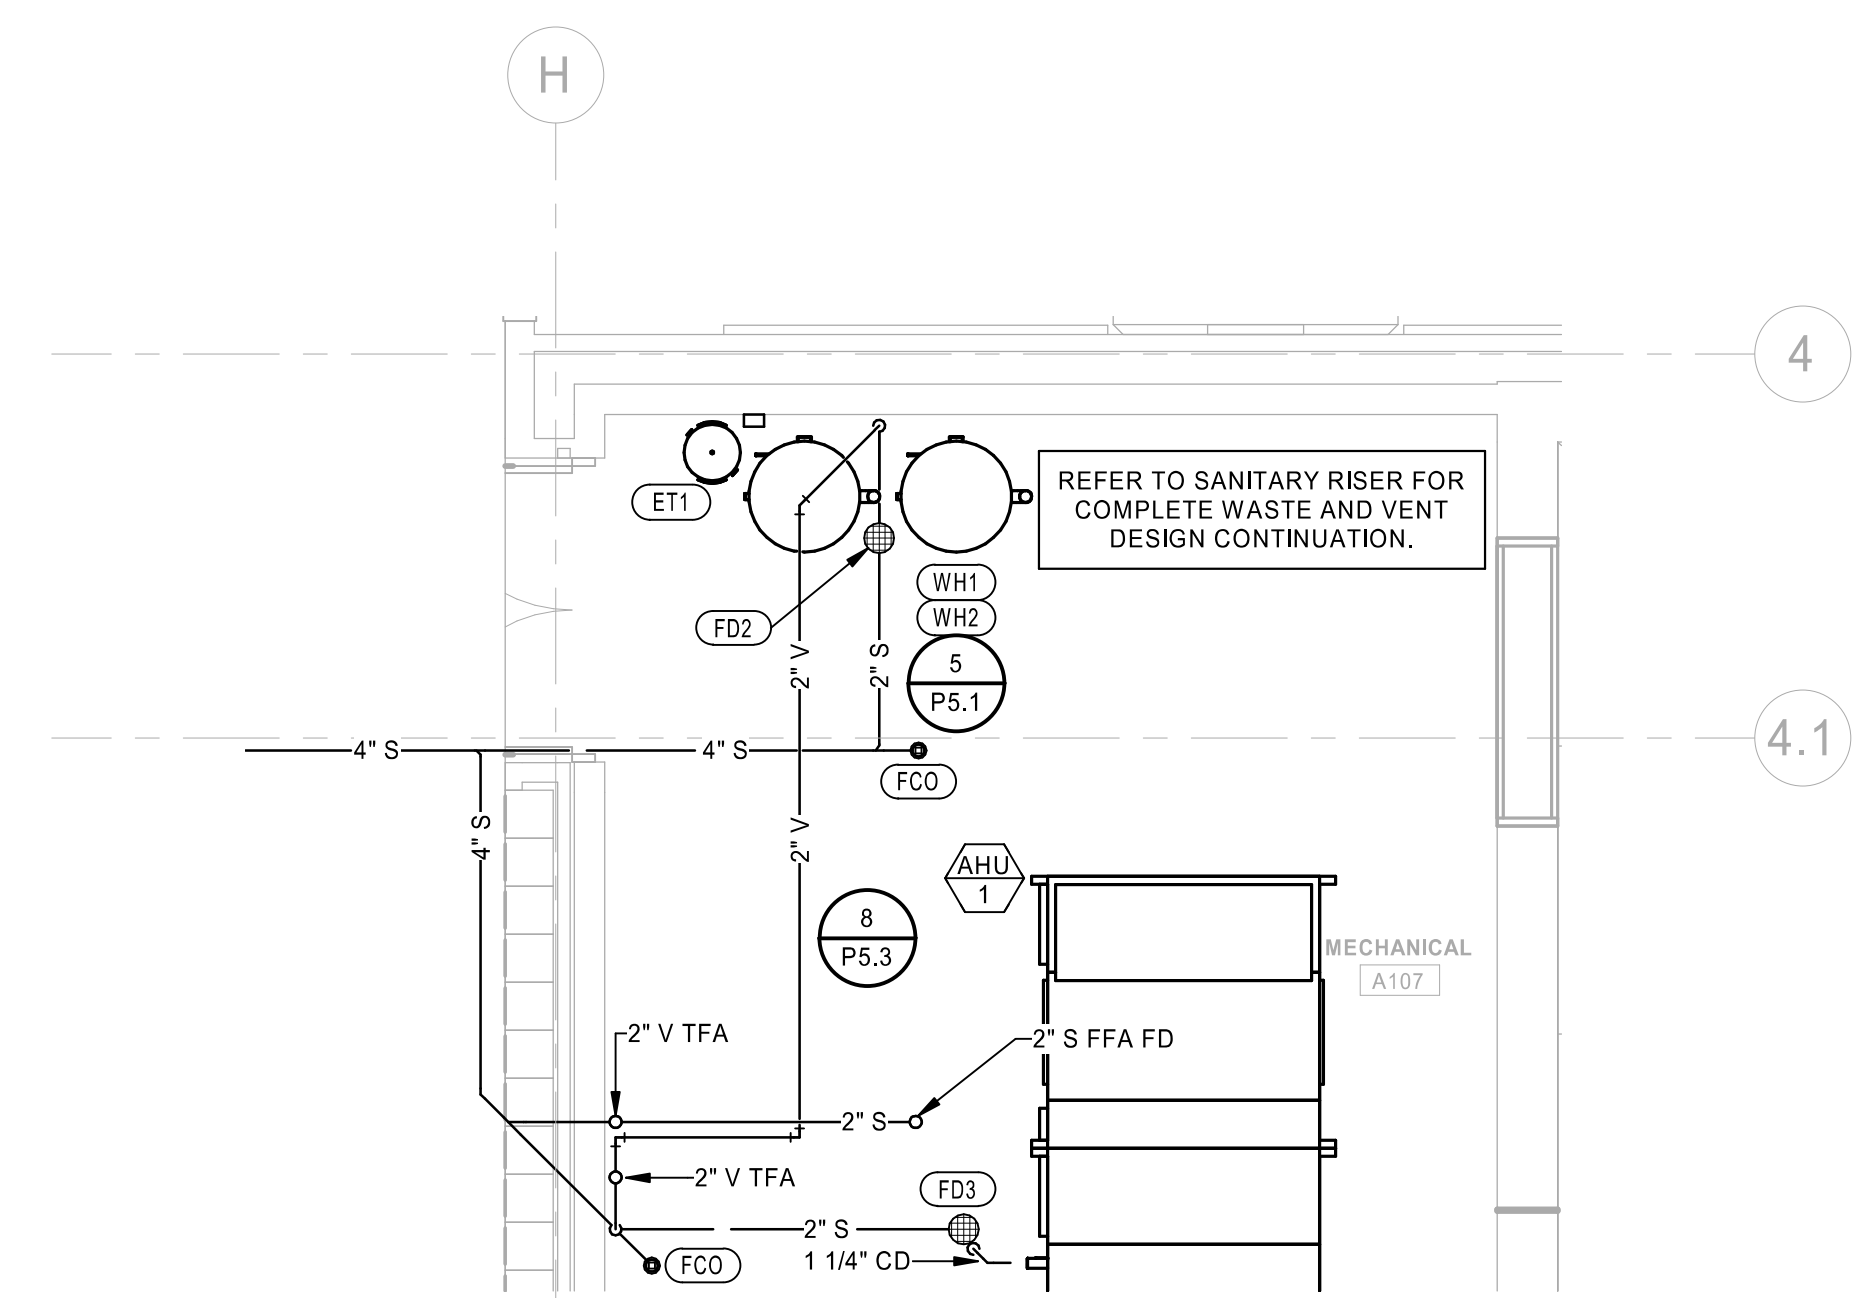 H
4
ET1
REFER TO SANITARY RISER FOR
COMPLETE WASTE AND VENT
DESIGN CONTINUATION.
WH1
WH2
FD2
5
P5.1
2" V
2" S
4.1
4" S
4" S
FCO
4" S
2" V
AHU
1
8
P5.3
MECHANICAL
A107
2" V TFA
2" S FFA FD
2" S
2" V TFA
FD3
2" S
1 1/4" CD
FCO